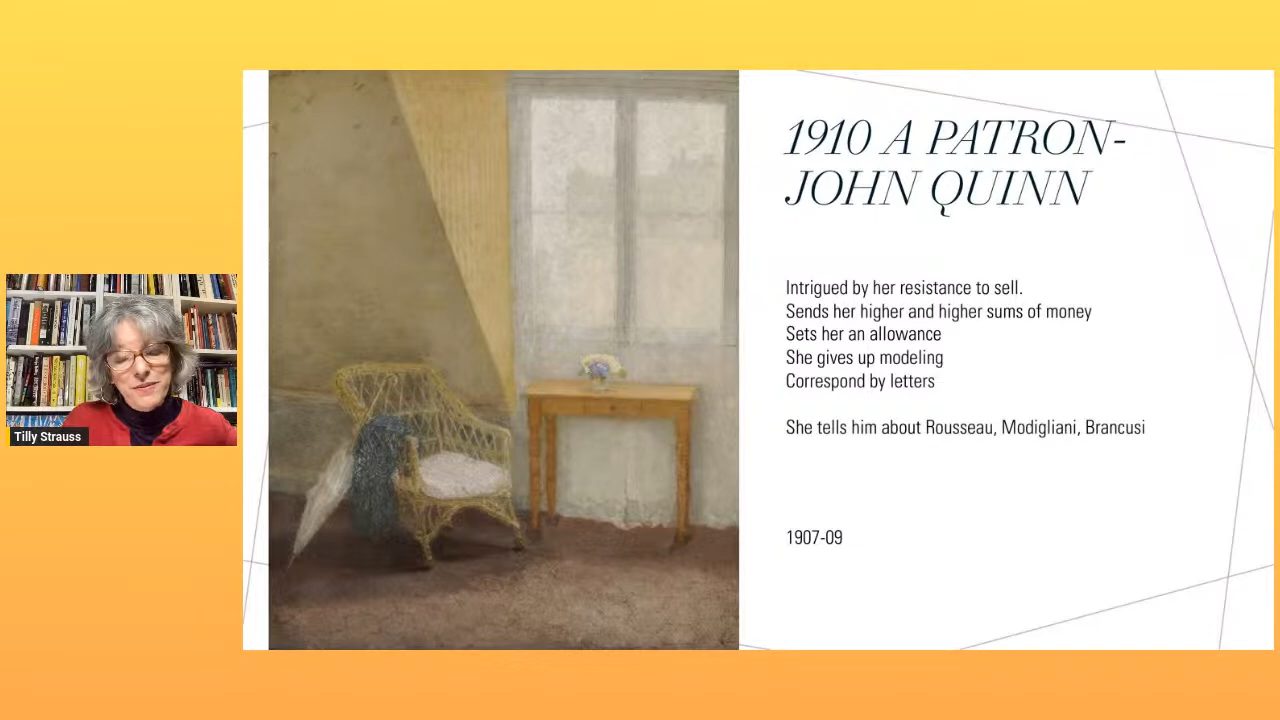 1910 A PATRON-
JOHN QUINN
Intrigued by her resistance to sell.
Sends her higher and higher sums of money
Sets her an allowance
She gives up modeling
Correspond by letters
She tells him about Rousseau, Modigliani, Brancusi
1907-09
Tilly Strauss